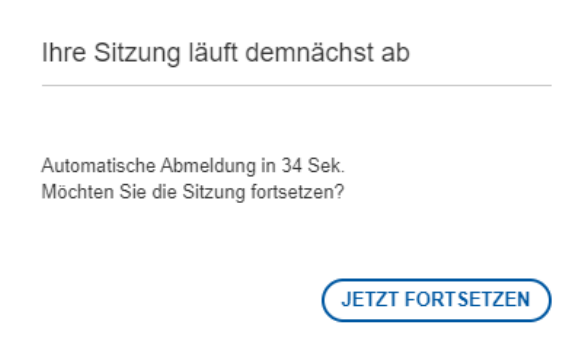 Ihre Sitzung läuft demnächst ab
Automatische Abmeldung in 34 Sek.
Möchten Sie die Sitzung fortsetzen?
JETZT FORTSETZEN